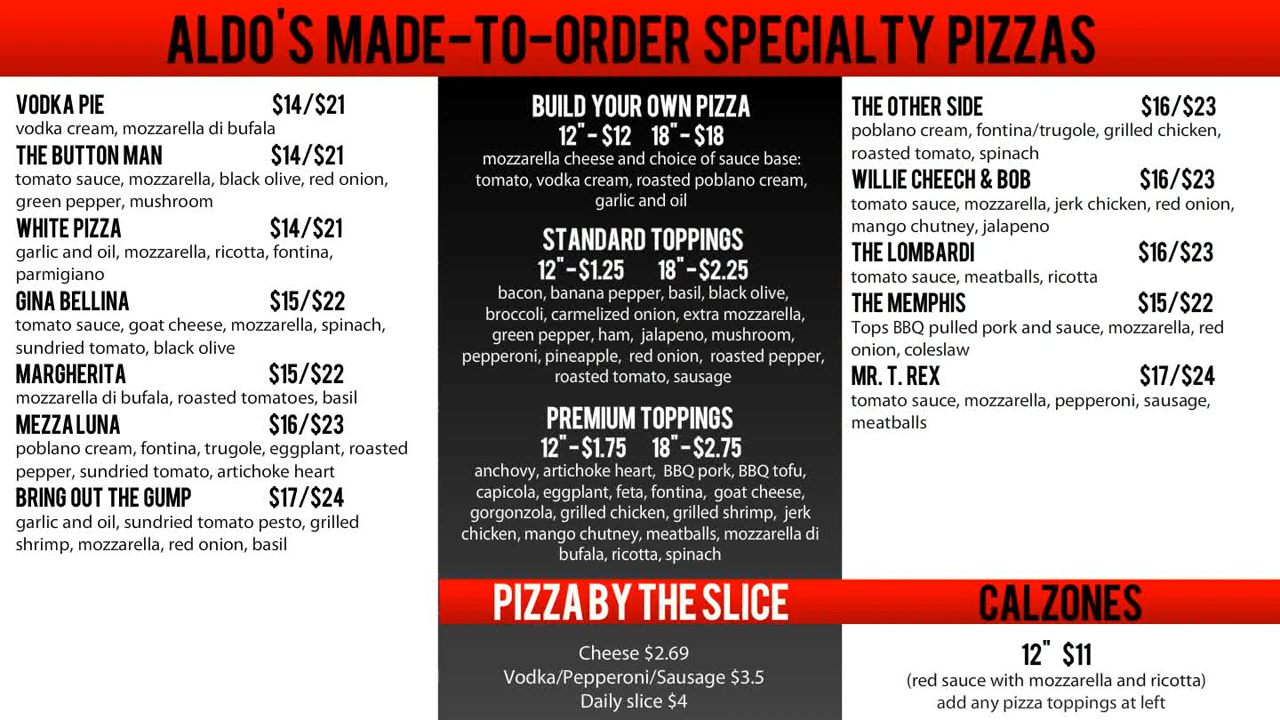 ALDO'S MADE-TO-ORDER SPECIALTY PIZZAS
VODKA PIE $14/$21
vodka cream, mozzarella di bufala
THE BUTTON MAN $14/$21
tomato sauce, mozzarella, black olive, red onion,
green pepper, mushroom
WHITE PIZZA $14/$21
garlic and oil, mozzarella, ricotta, fontina,
parmigiano
GINA BELLINA $15/$22
tomato sauce, goat cheese, mozzarella, spinach,
sundried tomato, black olive
MARGHERITA $15/$22
mozzarella di bufala, roasted tomatoes, basil
MEZZA LUNA $16/$23
poblano cream, fontina, trugole, eggplant, roasted
pepper, sundried tomato, artichoke heart
BRING OUT THE GUMP $17/$24
garlic and oil, sundried tomato pesto, grilled
shrimp, mozzarella, red onion, basil
BUILD YOUR OWN PIZZA
12"- $12 18"- $18
mozzarella cheese and choice of sauce base:
tomato, vodka cream, roasted poblano cream,
garlic and oil
STANDARD TOPPINGS
12"-$1.25 18"-$2.25
bacon, banana pepper, basil, black olive,
broccoli, carmelized onion, extra mozzarella,
green pepper, ham, jalapeno, mushroom,
pepperoni, pineapple, red onion, roasted pepper,
roasted tomato, sausage
PREMIUM TOPPINGS
12"-$1.75 18"-$2.75
anchovy, artichoke heart, BBQ pork, BBQ tofu,
capicola, eggplant, feta, fontina, goat cheese,
gorgonzola, grilled chicken, grilled shrimp, jerk
chicken, mango chutney, meatballs, mozzarella di
bufala, ricotta, spinach
PIZZA BY THE SLICE
Cheese $2.69
Vodka/Pepperoni/Sausage $3.5
Daily slice $4
THE OTHER SIDE $16/$23
poblano cream, fontina/trugole, grilled chicken,
roasted tomato, spinach
WILLIE CHEECH & BOB $16/$23
tomato sauce, mozzarella, jerk chicken, red onion,
mango chutney, jalapeno
THE LOMBARDI $16/$23
tomato sauce, meatballs, ricotta
THE MEMPHIS $15/$22
Tops BBQ pulled pork and sauce, mozzarella, red
onion, coleslaw
MR. T. REX $17/$24
tomato sauce, mozzarella, pepperoni, sausage,
meatballs
CALZONES
12" $11
(red sauce with mozzarella and ricotta)
add any pizza toppings at left